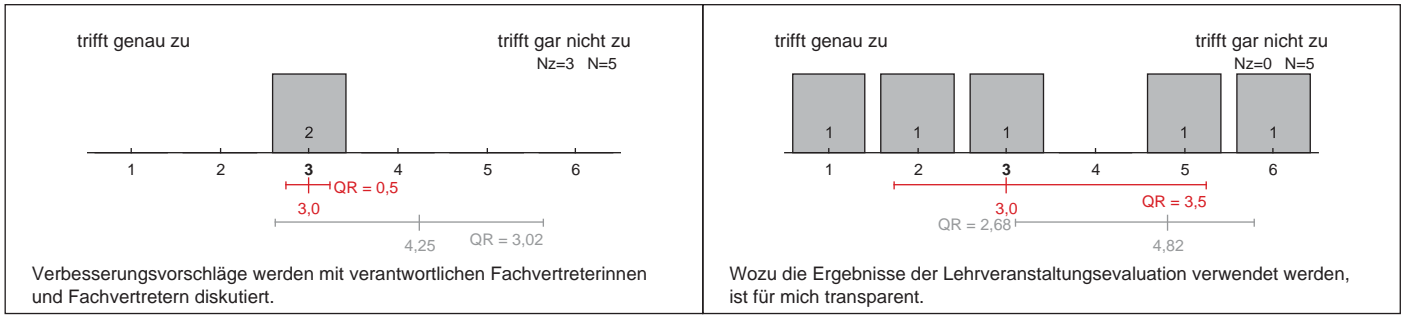 trifft genau zu
trifft gar nicht zu
Nz=3 N=5
2
1 2 3 4 5 6
QR = 0,5
3,0
QR = 3,02
4,25
Verbesserungsvorschläge werden mit verantwortlichen Fachvertreterinnen
und Fachvertretern diskutiert.
trifft genau zu
trifft gar nicht zu
Nz=0 N=5
1 1 1 1 1
1 2 3 4 5 6
QR = 3,5
3,0
QR = 2,68
4,82
Wozu die Ergebnisse der Lehrveranstaltungsevaluation verwendet werden,
ist für mich transparent.